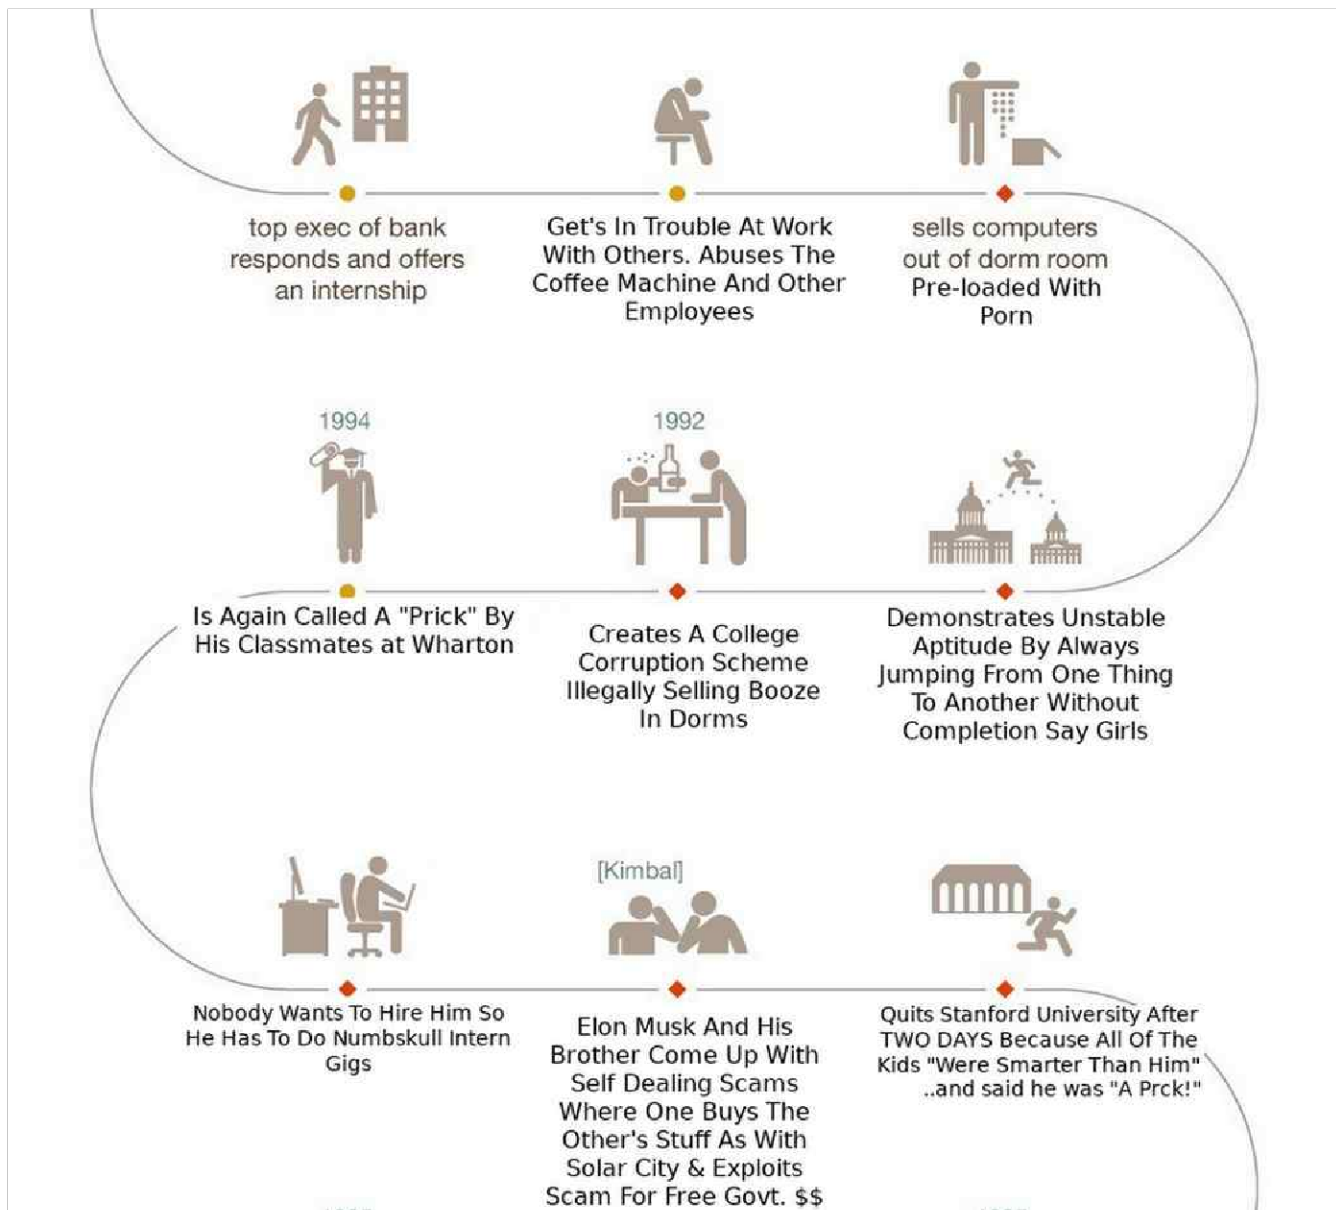 top exec of bank
responds and offers
an internship
Get's In Trouble At Work
With Others. Abuses The
Coffee Machine And Other
Employees
sells computers
out of dorm room
Pre-loaded With
Porn
1994
Is Again Called A "Prick" By
His Classmates at Wharton
1992
Creates A College
Corruption Scheme
Illegally Selling Booze
In Dorms
Demonstrates Unstable
Aptitude By Always
Jumping From One Thing
To Another Without
Completion Say Girls
Nobody Wants To Hire Him So
He Has To Do Numbskull Intern
Gigs
[Kimbal]
Elon Musk And His
Brother Come Up With
Self Dealing Scams
Where One Buys The
Other's Stuff As With
Solar City & Exploits
Scam For Free Govt. $$
Quits Stanford University After
TWO DAYS Because All Of The
Kids "Were Smarter Than Him"
..and said he was "A Prck!"